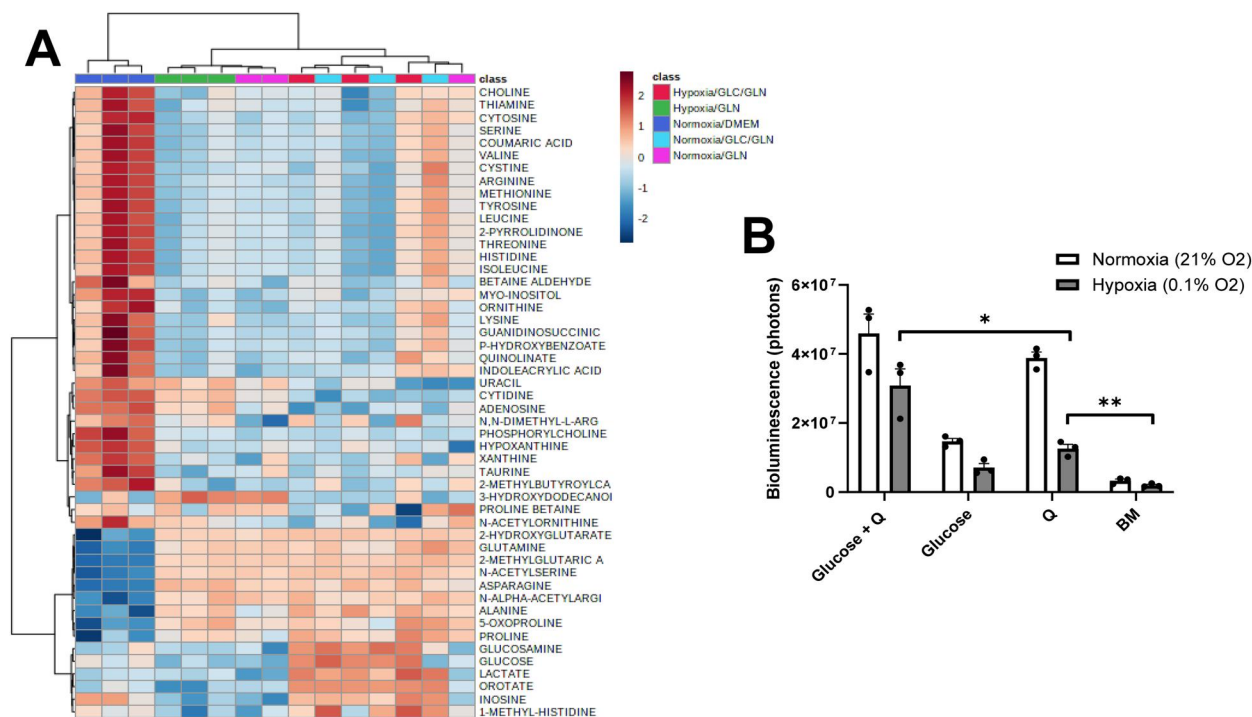 A
class
CHOLINE
THIAMINE
CYTOSINE
SERINE
COUMARIC ACID
VALINE
CYSTINE
ARGININE
METHIONINE
TYROSINE
LEUCINE
2-PYRROLIDINONE
THREONINE
HISTIDINE
ISOLEUCINE
BETAINE ALDEHYDE
MYO-INOSITOL
ORNITHINE
LYSINE
GUANIDINOSUCCINIC
P-HYDROXYBENZOATE
QUINOLINATE
INDOLEACRYLIC ACID
URACIL
CYTIDINE
ADENOSINE
N,N-DIMETHYL-L-ARG
PHOSPHORYLCHOLINE
HYPOXANTHINE
XANTHINE
TAURINE
2-METHYLBUTYROYLCA
3-HYDROXYDODECANOI
PROLINE BETAINE
N-ACETYLORNITHINE
2-HYDROXYGLUTARATE
GLUTAMINE
2-METHYLGLUTARIC A
N-ACETYLSERINE
ASPARAGINE
N-ALPHA-ACETYLARGI
ALANINE
5-OXOPROLINE
PROLINE
GLUCOSAMINE
GLUCOSE
LACTATE
OROTATE
INOSINE
1-METHYL-HISTIDINE
2
1
0
-1
-2
class
Hypoxia/GLC/GLN
Hypoxia/GLN
Normoxia/DMEM
Normoxia/GLC/GLN
Normoxia/GLN
B
Normoxia (21% O2)
Hypoxia (0.1% O2)
Bioluminescence (photons)
6×10⁷
4×10⁷
2×10⁷
0
*
**
Glucose + Q
Glucose
Q
BM